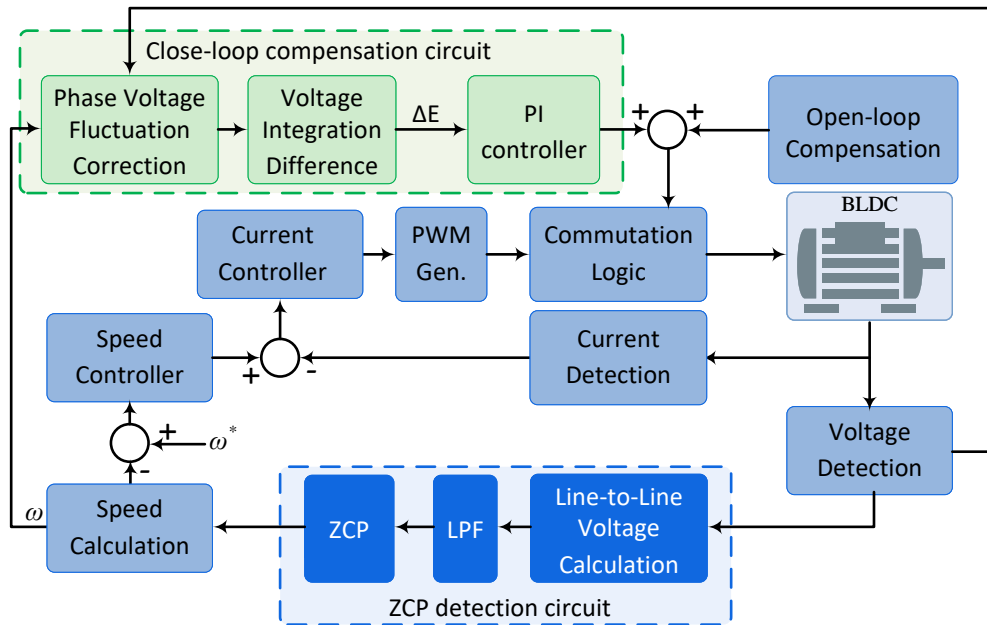 Close-loop compensation circuit
Phase Voltage
Fluctuation
Correction
Voltage
Integration
Difference
ΔE
PI
controller
+
+
Open-loop
Compensation
Current
Controller
PWM
Gen.
Commutation
Logic
BLDC
Speed
Controller
+
-
Current
Detection
+
ω*
-
Voltage
Detection
ω
Speed
Calculation
ZCP
LPF
Line-to-Line
Voltage
Calculation
ZCP detection circuit